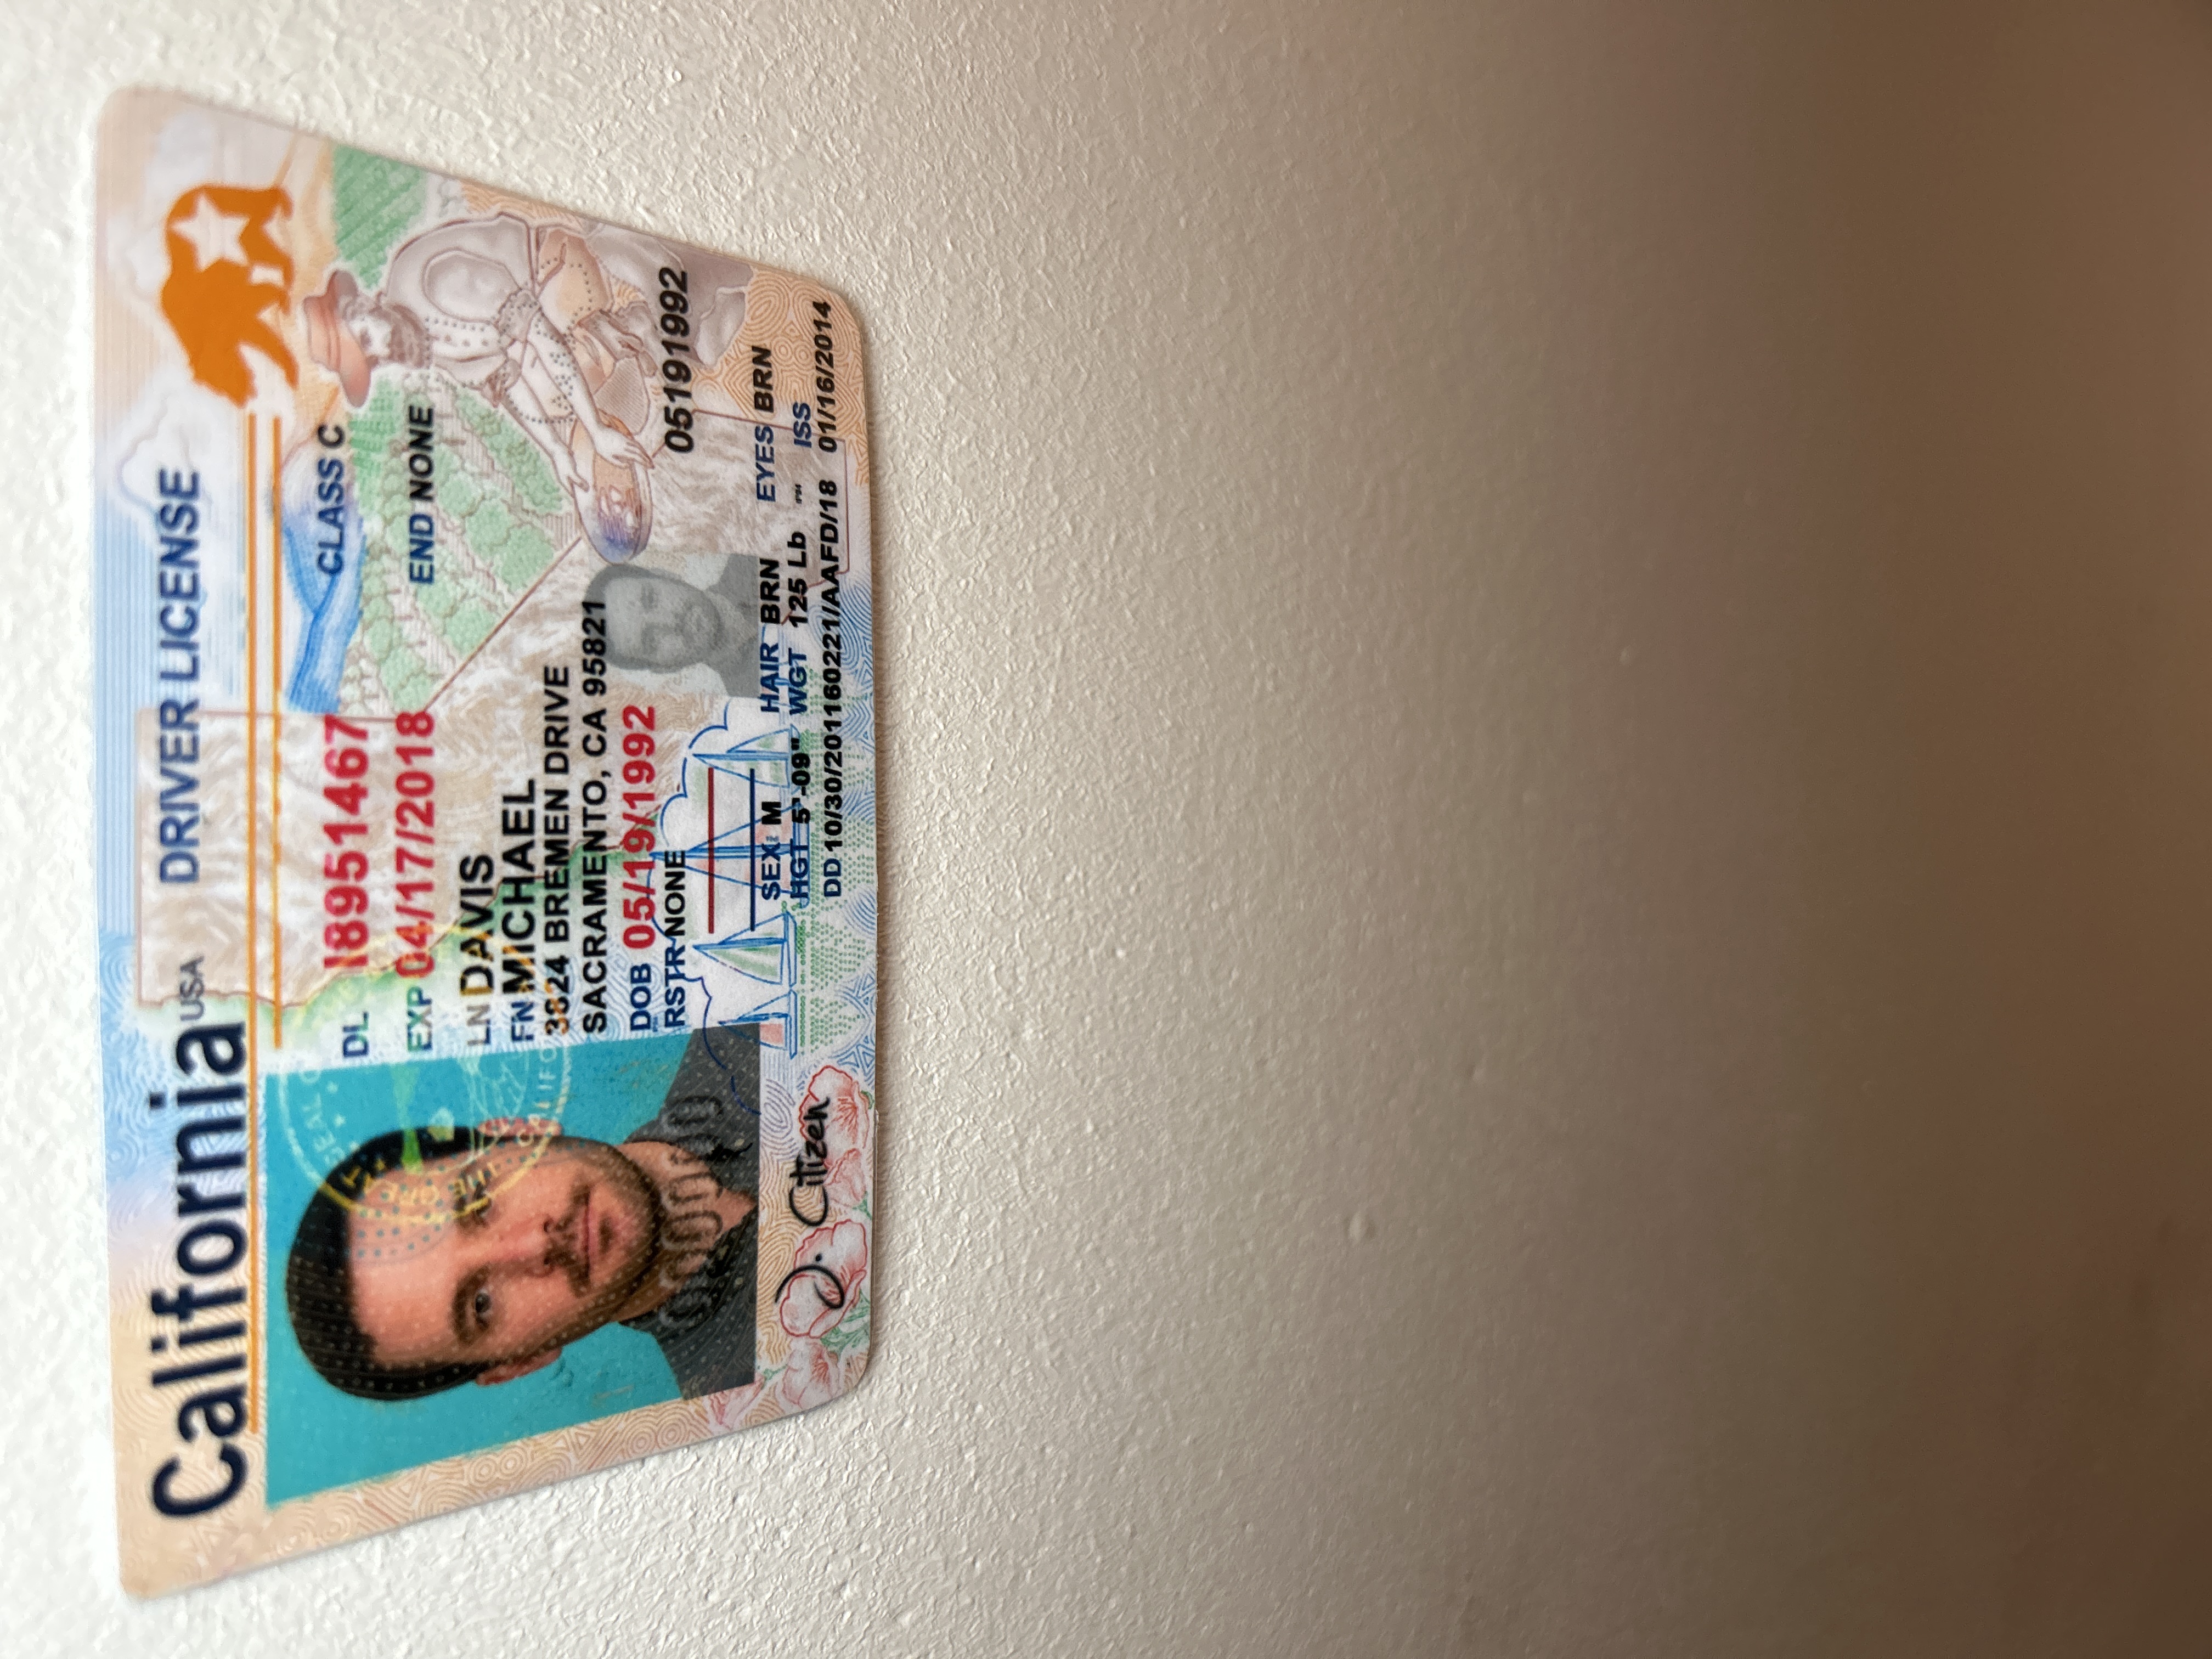 California USA DRIVER LICENSE
DL I8951467 CLASS C
EXP 04/17/2018 END NONE
LN DAVIS
FN MICHAEL
3824 BREMEN DRIVE
SACRAMENTO, CA 95821
DOB 05/19/1992
RSTR NONE 05191992
SEX M HAIR BRN EYES BRN
HGT 5'-09" WGT 125 Lb ISS
DD 10/30/201160221/AAFD/18 01/16/2014
J. Citizen